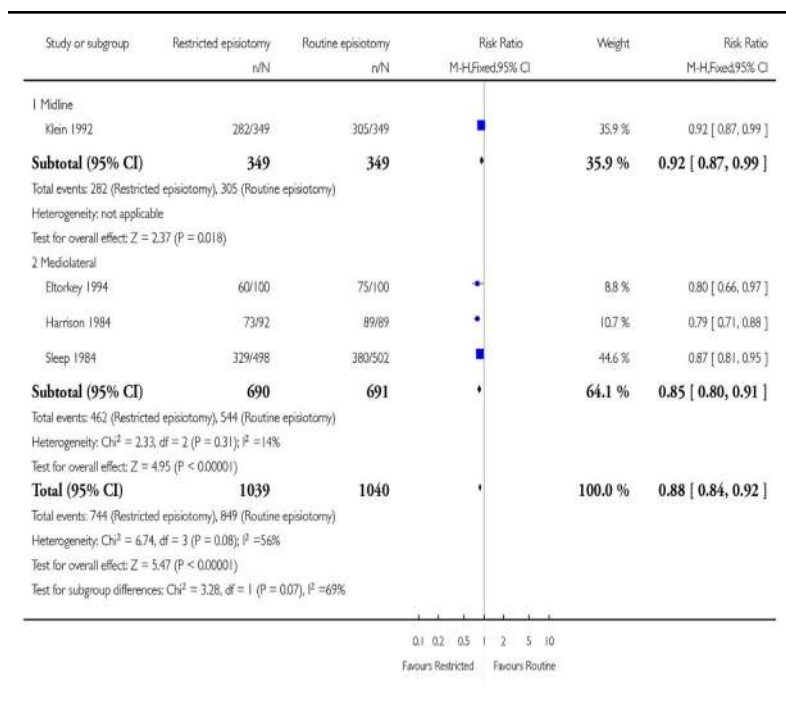 Study or subgroup Restricted episiotomy Routine episiotomy Risk Ratio Weight Risk Ratio
n/N n/N M-H,Fixed,95% CI M-H,Fixed,95% CI
1 Midline
Klein 1992 282/349 305/349 35.9 % 0.92 [ 0.87, 0.99 ]
Subtotal (95% CI) 349 349 35.9 % 0.92 [ 0.87, 0.99 ]
Total events: 282 (Restricted episiotomy), 305 (Routine episiotomy)
Heterogeneity: not applicable
Test for overall effect: Z = 2.37 (P = 0.018)
2 Mediolateral
Eltorkey 1994 60/100 75/100 8.8 % 0.80 [ 0.66, 0.97 ]
Harrison 1984 73/92 89/89 10.7 % 0.79 [ 0.71, 0.88 ]
Sleep 1984 329/498 380/502 44.6 % 0.87 [ 0.81, 0.95 ]
Subtotal (95% CI) 690 691 64.1 % 0.85 [ 0.80, 0.91 ]
Total events: 462 (Restricted episiotomy), 544 (Routine episiotomy)
Heterogeneity: Chi² = 2.33, df = 2 (P = 0.31); I² =14%
Test for overall effect: Z = 4.95 (P < 0.00001)
Total (95% CI) 1039 1040 100.0 % 0.88 [ 0.84, 0.92 ]
Total events: 744 (Restricted episiotomy), 849 (Routine episiotomy)
Heterogeneity: Chi² = 6.74, df = 3 (P = 0.08); I² =56%
Test for overall effect: Z = 5.47 (P < 0.00001)
Test for subgroup differences: Chi² = 3.28, df = 1 (P = 0.07), I² =69%
0.1 0.2 0.5 1 2 5 10
Favours Restricted Favours Routine